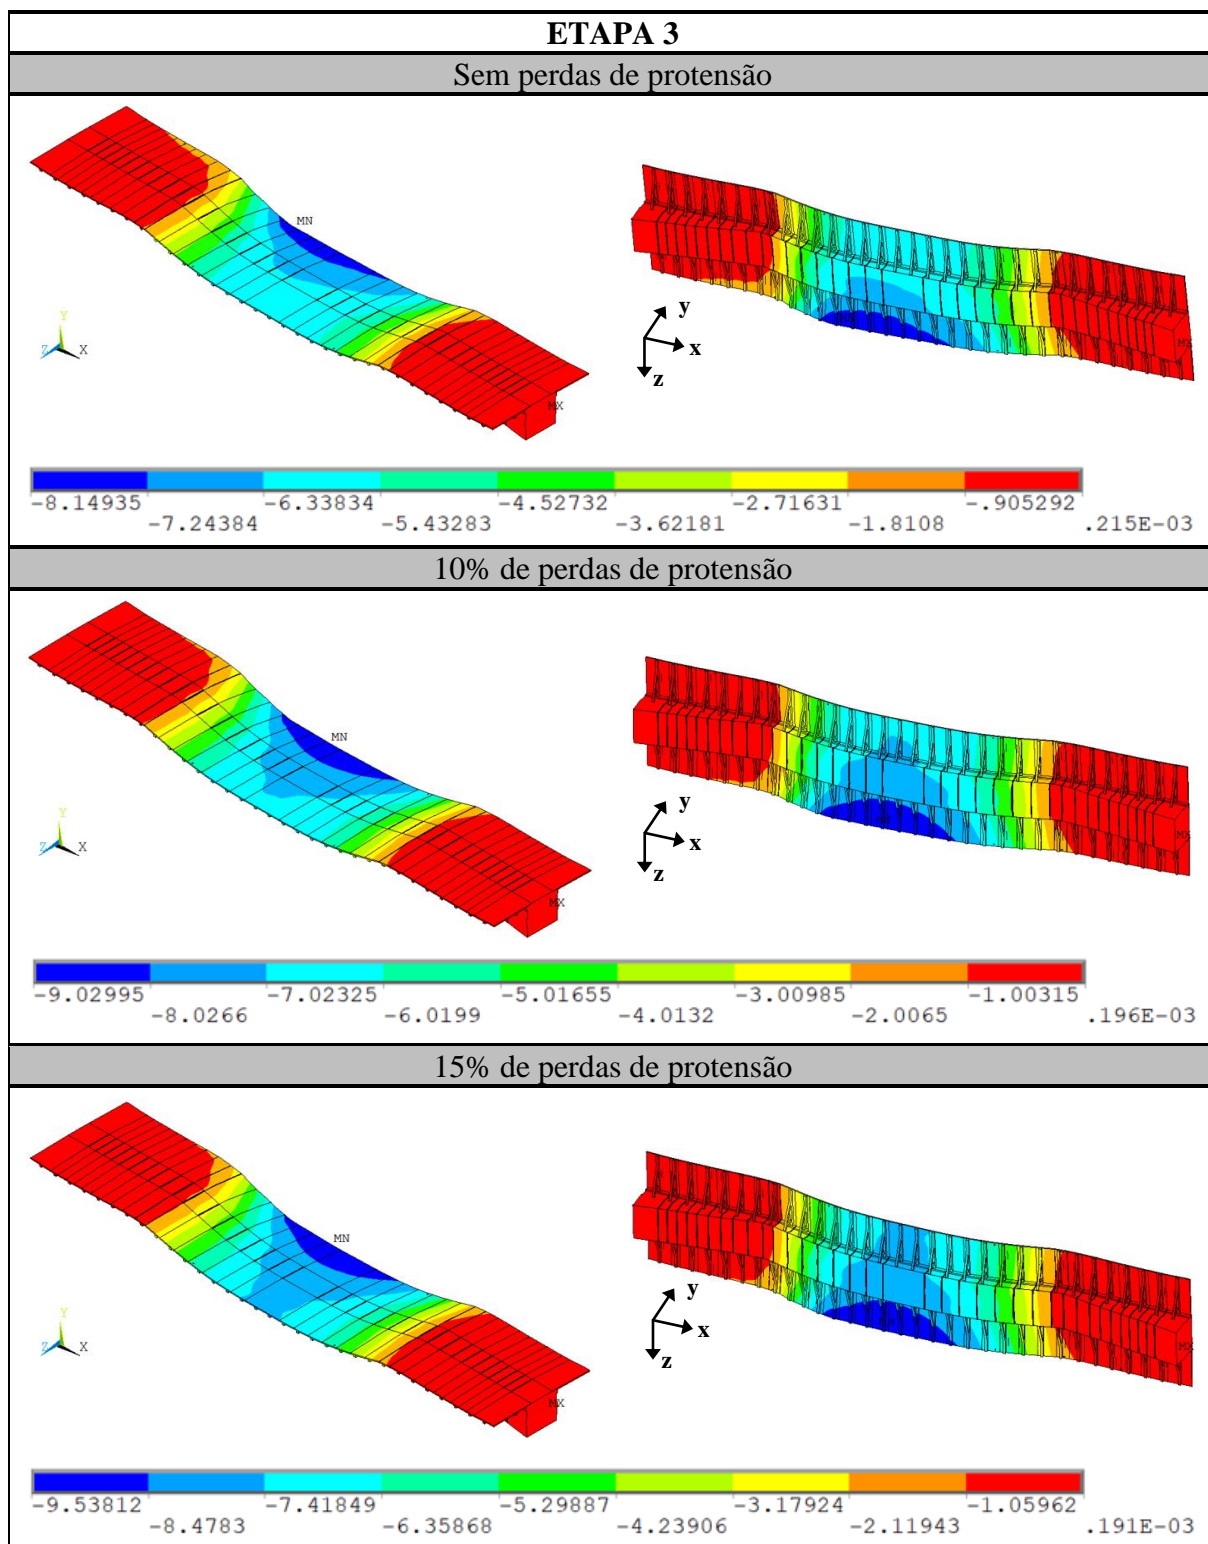 ETAPA 3
Sem perdas de protensão
MN
MX
Y
Z
X
y
x
z
MX
-8.14935 -6.33834 -4.52732 -2.71631 -.905292
-7.24384 -5.43283 -3.62181 -1.8108 .215E-03
10% de perdas de protensão
MN
MX
Y
Z
X
y
x
z
-9.02995 -7.02325 -5.01655 -3.00985 -1.00315
-8.0266 -6.0199 -4.0132 -2.0065 .196E-03
15% de perdas de protensão
MN
MX
Y
Z
X
y
x
z
-9.53812 -7.41849 -5.29887 -3.17924 -1.05962
-8.4783 -6.35868 -4.23906 -2.11943 .191E-03